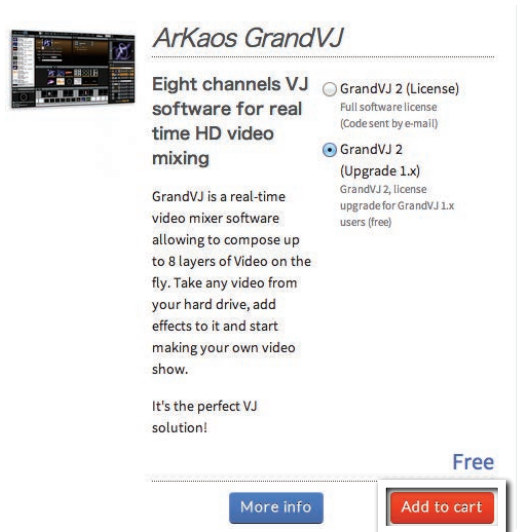 ArKaos GrandVJ
Eight channels VJ
software for real
time HD video
mixing
GrandVJ is a real-time
video mixer software
allowing to compose up
to 8 layers of Video on the
fly. Take any video from
your hard drive, add
effects to it and start
making your own video
show.
It's the perfect VJ
solution!
GrandVJ 2 (License)
Full software license
(Code sent by e-mail)
GrandVJ 2
(Upgrade 1.x)
GrandVJ 2, license
upgrade for GrandVJ 1.x
users (free)
Free
More info
Add to cart